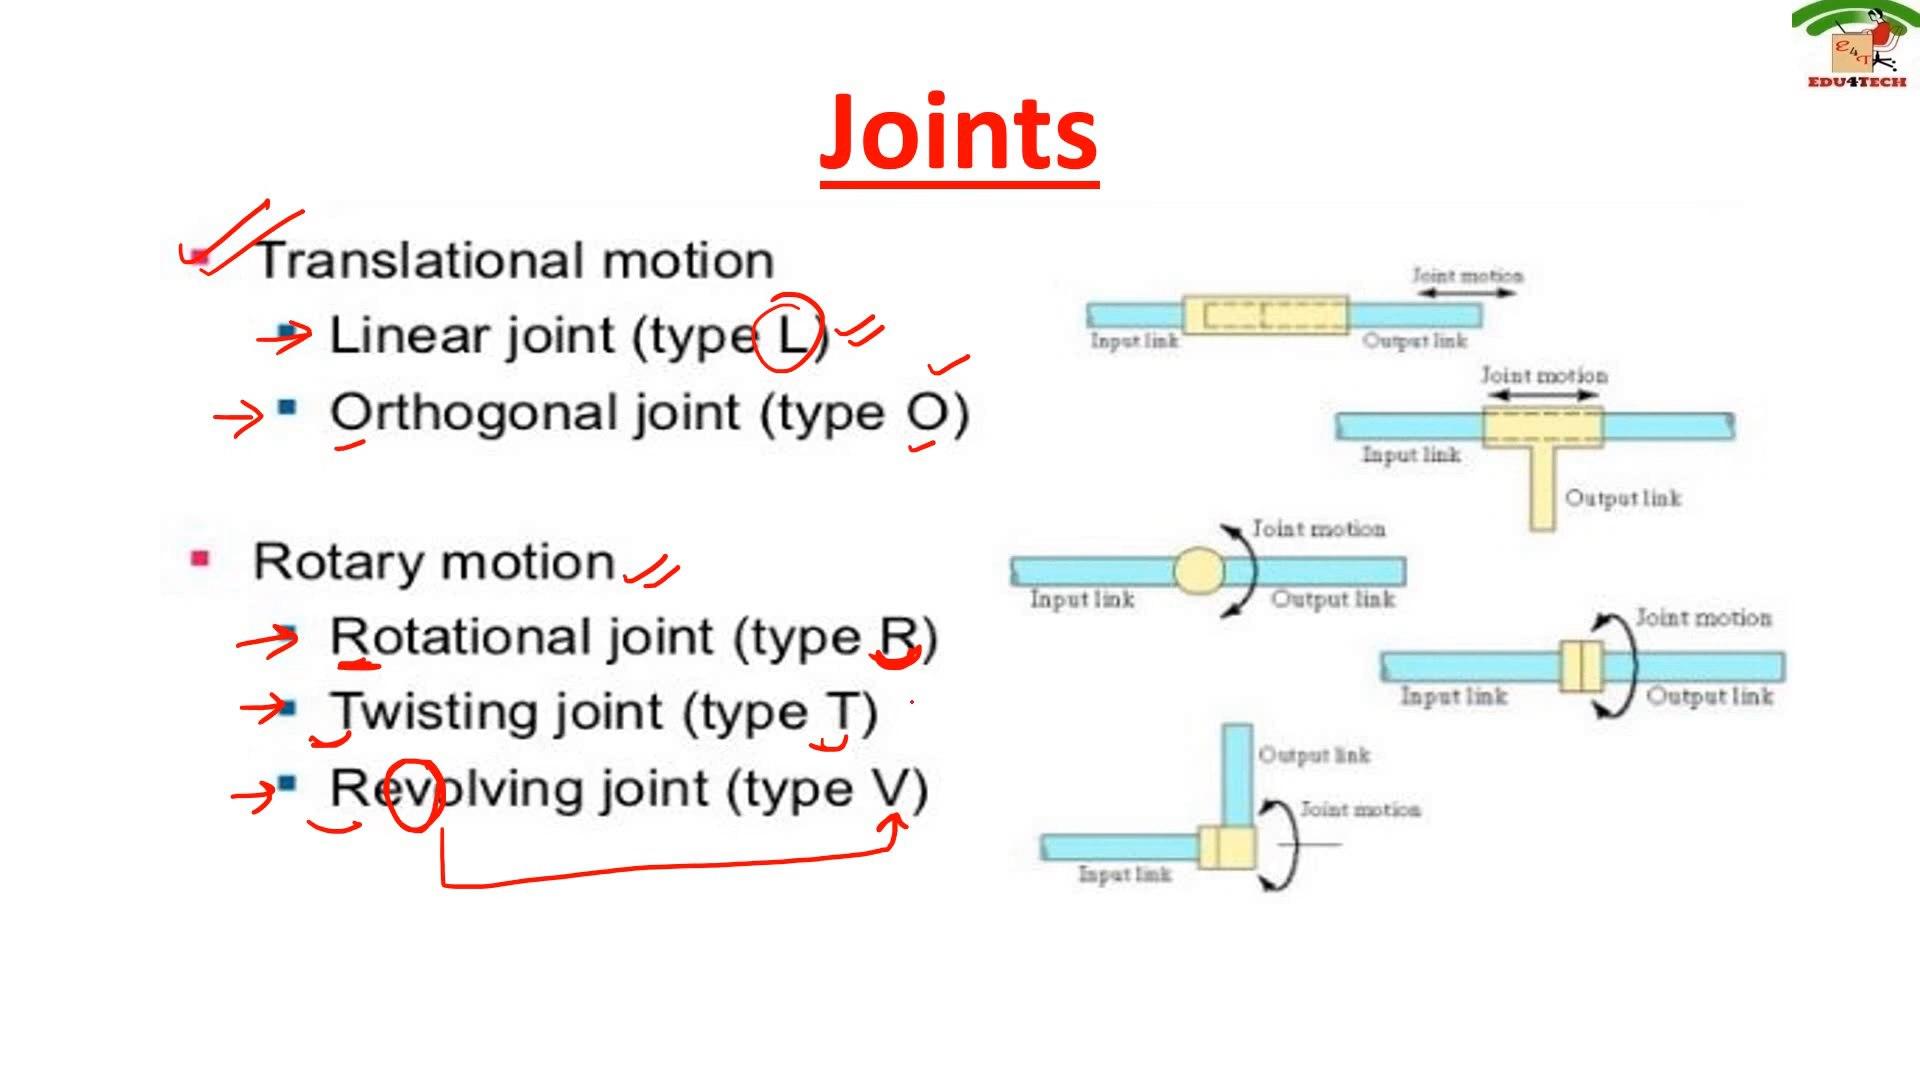 EDU4TECH
Joints
Translational motion
Linear joint (type L)
Orthogonal joint (type O)
Rotary motion
Rotational joint (type R)
Twisting joint (type T)
Revolving joint (type V)
Joint motion
Input link
Output link
Joint motion
Input link
Output link
Joint motion
Input link
Output link
Joint motion
Input link
Output link
Output link
Joint motion
Input link